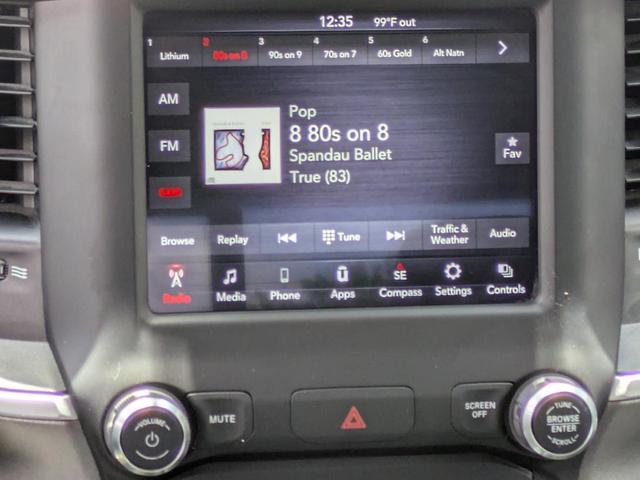 12:35 99°F out
1 2 3 4 5 6
Lithium 80s on 8 90s on 9 70s on 7 60s Gold Alt Natn
AM
Pop
8 80s on 8
FM
Spandau Ballet
Fav
True (83)
Browse Replay Tune Traffic & Weather Audio
Radio Media Phone Apps SE Compass Settings Controls
VOLUME
MUTE
SCREEN OFF
TUNE
BROWSE
ENTER
SCROLL